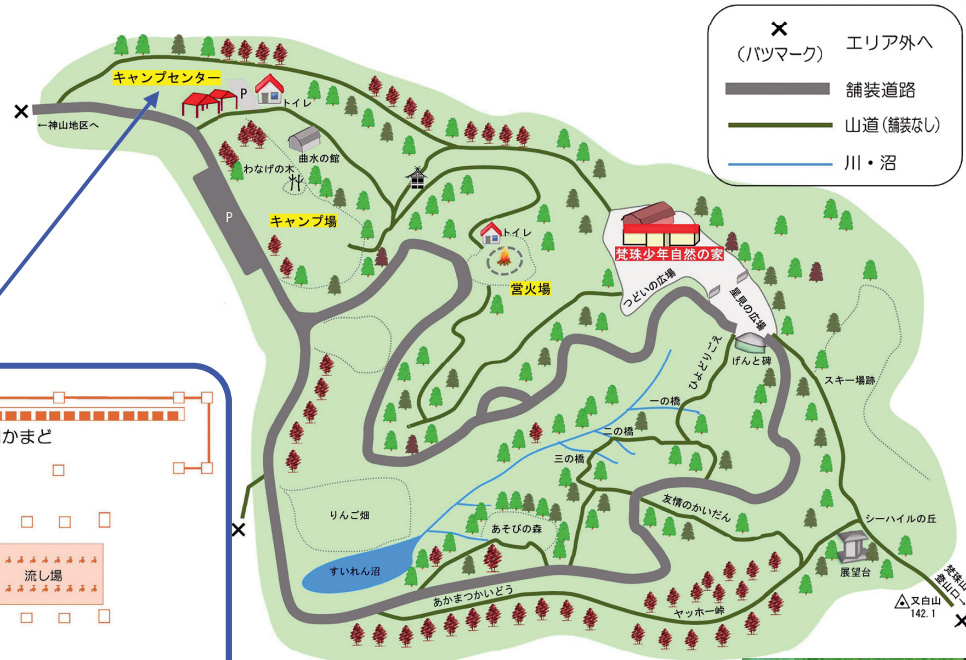 (バツマーク)
エリア外へ
舗装道路
山道(舗装なし)
川・沼
キャンプセンター
P
トイレ
←神山地区へ
曲水の館
わなげの木
P
キャンプ場
トイレ
営火場
梵珠少年自然の家
つどいの広場
星見の広場
げんと碑
ひよどりごえ
スキー場跡
一の橋
二の橋
三の橋
かまど
りんご畑
あそびの森
友情のかいだん
シーハイルの丘
流し場
すいれん沼
展望台
あかまつかいどう
ヤッホー峠
梵珠山
登山口→
又白山
142.1